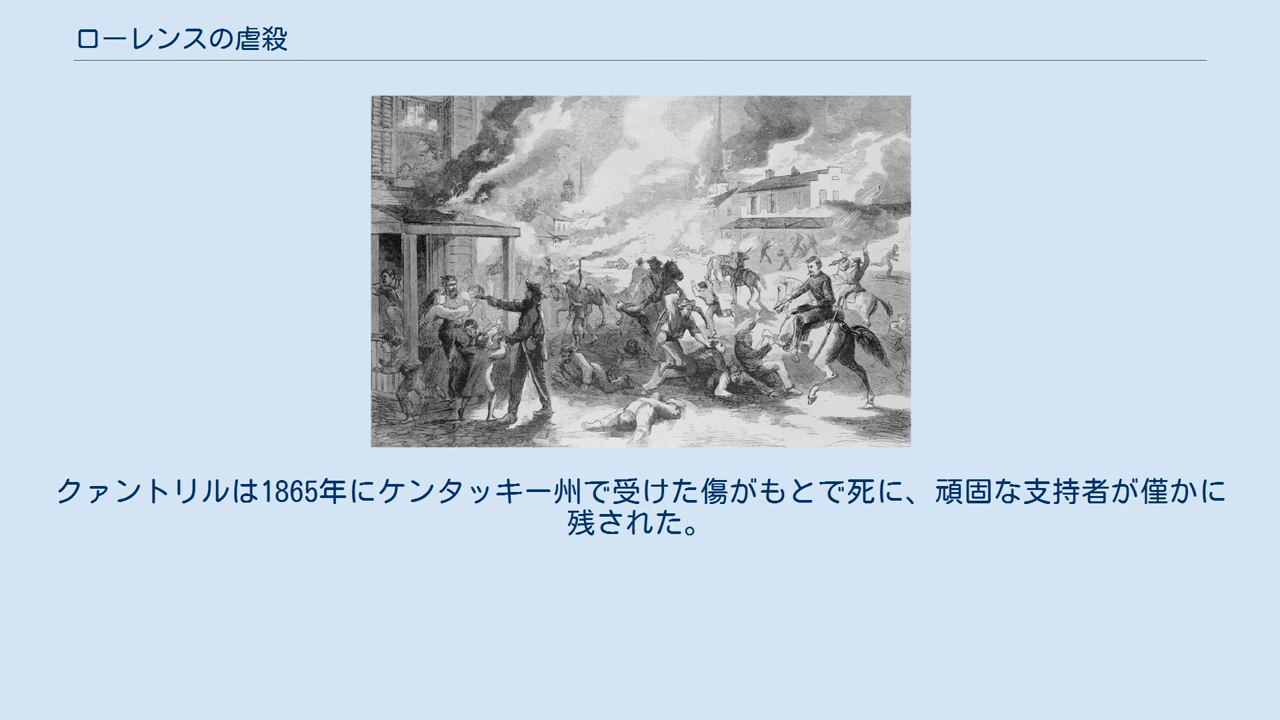 ローレンスの虐殺
クァントリルは1865年にケンタッキー州で受けた傷がもとで死に、頑固な支持者が僅かに
残された。